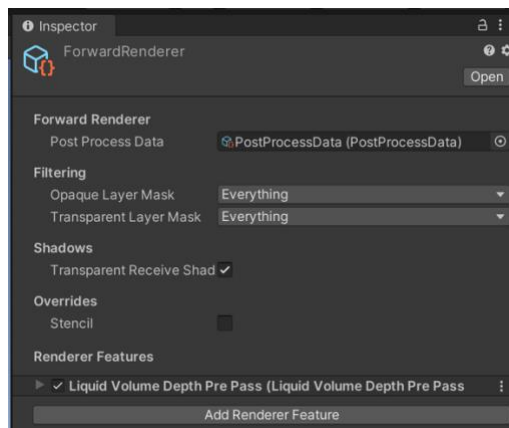 Inspector
ForwardRenderer
Open
Forward Renderer
Post Process Data PostProcessData (PostProcessData)
Filtering
Opaque Layer Mask Everything
Transparent Layer Mask Everything
Shadows
Transparent Receive Shad
Overrides
Stencil
Renderer Features
Liquid Volume Depth Pre Pass (Liquid Volume Depth Pre Pass
Add Renderer Feature